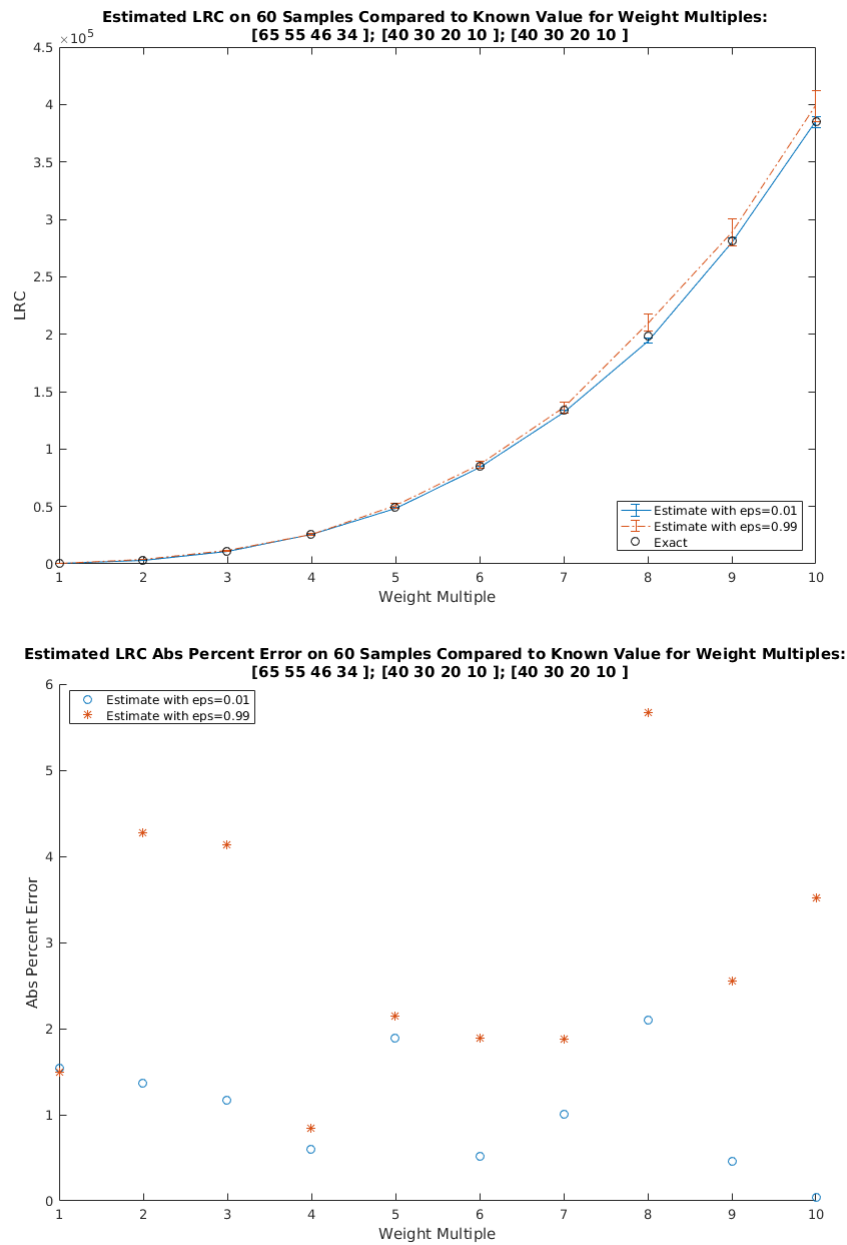 Estimated LRC on 60 Samples Compared to Known Value for Weight Multiples:
[65 55 46 34 ]; [40 30 20 10 ]; [40 30 20 10 ]
×10⁵
4.5
4
3.5
3
2.5
2
1.5
1
0.5
0
LRC
1 2 3 4 5 6 7 8 9 10
Weight Multiple
Estimate with eps=0.01
Estimate with eps=0.99
Exact
Estimated LRC Abs Percent Error on 60 Samples Compared to Known Value for Weight Multiples:
[65 55 46 34 ]; [40 30 20 10 ]; [40 30 20 10 ]
Estimate with eps=0.01
Estimate with eps=0.99
6
5
4
3
2
1
0
Abs Percent Error
1 2 3 4 5 6 7 8 9 10
Weight Multiple